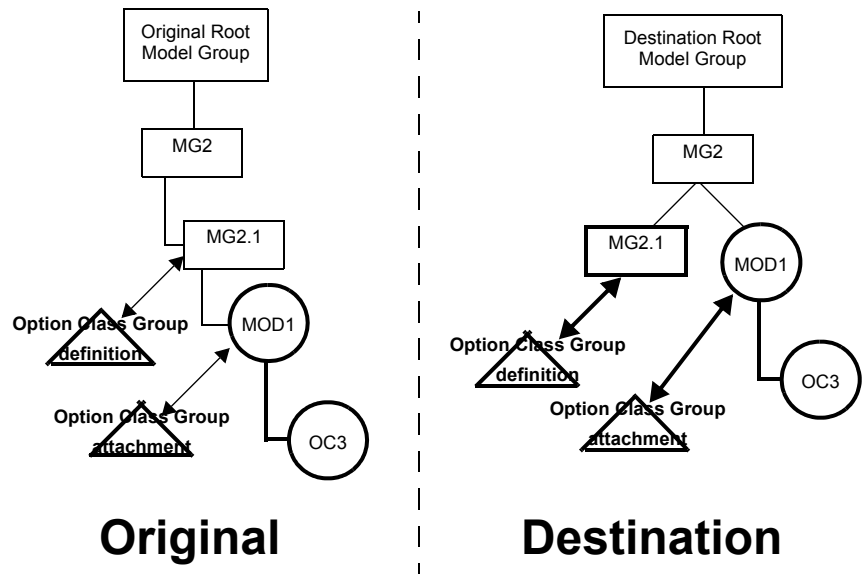 Original Root
Model Group
MG2
MG2.1
Option Class Group
definition
MOD1
Option Class Group
attachment
OC3
Original
Destination Root
Model Group
MG2
MG2.1
MOD1
Option Class Group
definition
OC3
Option Class Group
attachment
Destination